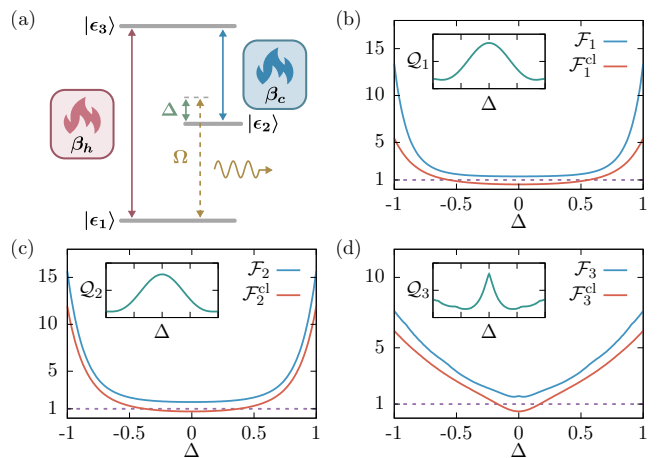 (a)
|ϵ₃⟩
β_h
β_c
Δ
|ϵ₂⟩
Ω
|ϵ₁⟩
(b)
15
10
5
1
-1 -0.5 0 0.5 1
Δ
Q₁
Δ
F₁
F₁^cl
(c)
15
10
5
1
-1 -0.5 0 0.5 1
Δ
Q₂
Δ
F₂
F₂^cl
(d)
10
5
1
-1 -0.5 0 0.5 1
Δ
Q₃
Δ
F₃
F₃^cl